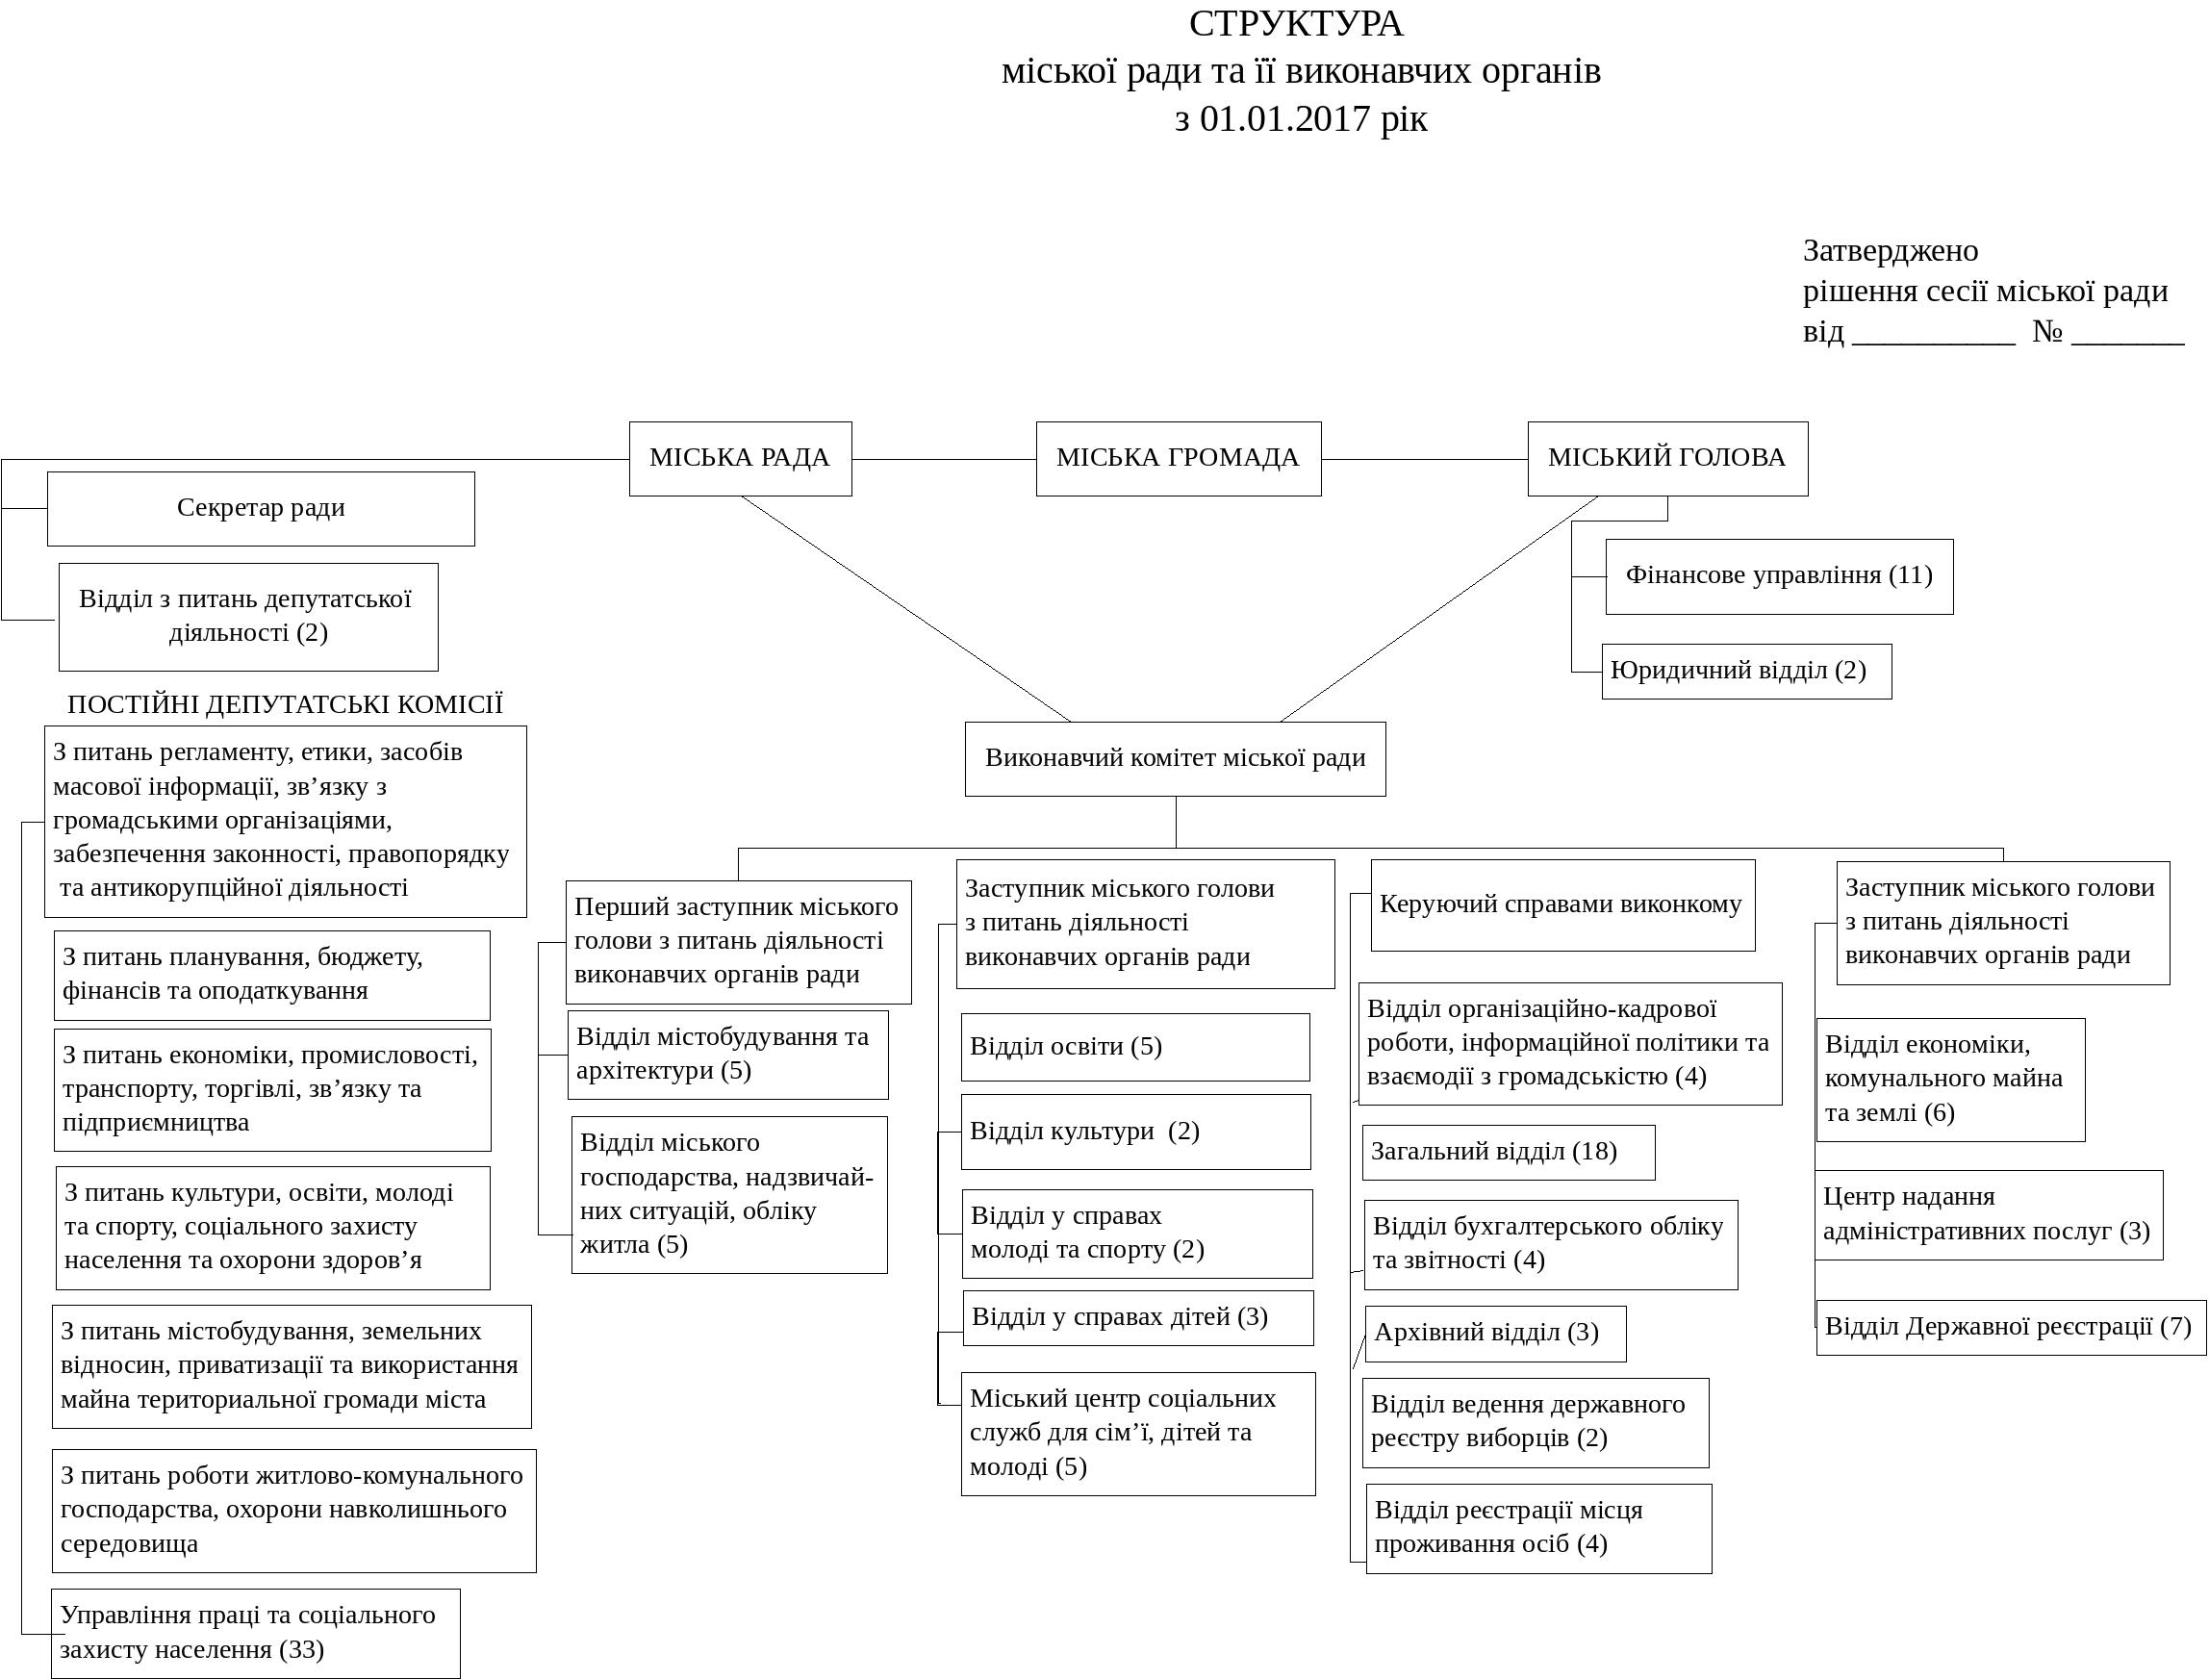 СТРУКТУРА
міської ради та її виконавчих органів
з 01.01.2017 рік
Затверджено
рішення сесії міської ради
від __________  № _______
МІСЬКА РАДА
МІСЬКА ГРОМАДА
МІСЬКИЙ ГОЛОВА
Секретар ради
Відділ з питань депутатської
діяльності (2)
Фінансове управління (11)
Юридичний відділ (2)
ПОСТІЙНІ ДЕПУТАТСЬКІ КОМІСІЇ
З питань регламенту, етики, засобів
масової інформації, зв’язку з
громадськими організаціями,
забезпечення законності, правопорядку
та антикорупційної діяльності
З питань планування, бюджету,
фінансів та оподаткування
З питань економіки, промисловості,
транспорту, торгівлі, зв’язку та
підприємництва
З питань культури, освіти, молоді
та спорту, соціального захисту
населення та охорони здоров’я
З питань містобудування, земельних
відносин, приватизації та використання
майна териториальної громади міста
З питань роботи житлово-комунального
господарства, охорони навколишнього
середовища
Управління праці та соціального
захисту населення (33)
Виконавчий комітет міської ради
Перший заступник міського
голови з питань діяльності
виконавчих органів ради
Відділ містобудування та
архітектури (5)
Відділ міського
господарства, надзвичай-
них ситуацій, обліку
житла (5)
Заступник міського голови
з питань діяльності
виконавчих органів ради
Відділ освіти (5)
Відділ культури  (2)
Відділ у справах
молоді та спорту (2)
Відділ у справах дітей (3)
Міський центр соціальних
служб для сім’ї, дітей та
молоді (5)
Керуючий справами виконкому
Відділ організаційно-кадрової
роботи, інформаційної політики та
взаємодії з громадськістю (4)
Загальний відділ (18)
Відділ бухгалтерського обліку
та звітності (4)
Архівний відділ (3)
Відділ ведення державного
реєстру виборців (2)
Відділ реєстрації місця
проживання осіб (4)
Заступник міського голови
з питань діяльності
виконавчих органів ради
Відділ економіки,
комунального майна
та землі (6)
Центр надання
адміністративних послуг (3)
Відділ Державної реєстрації (7)